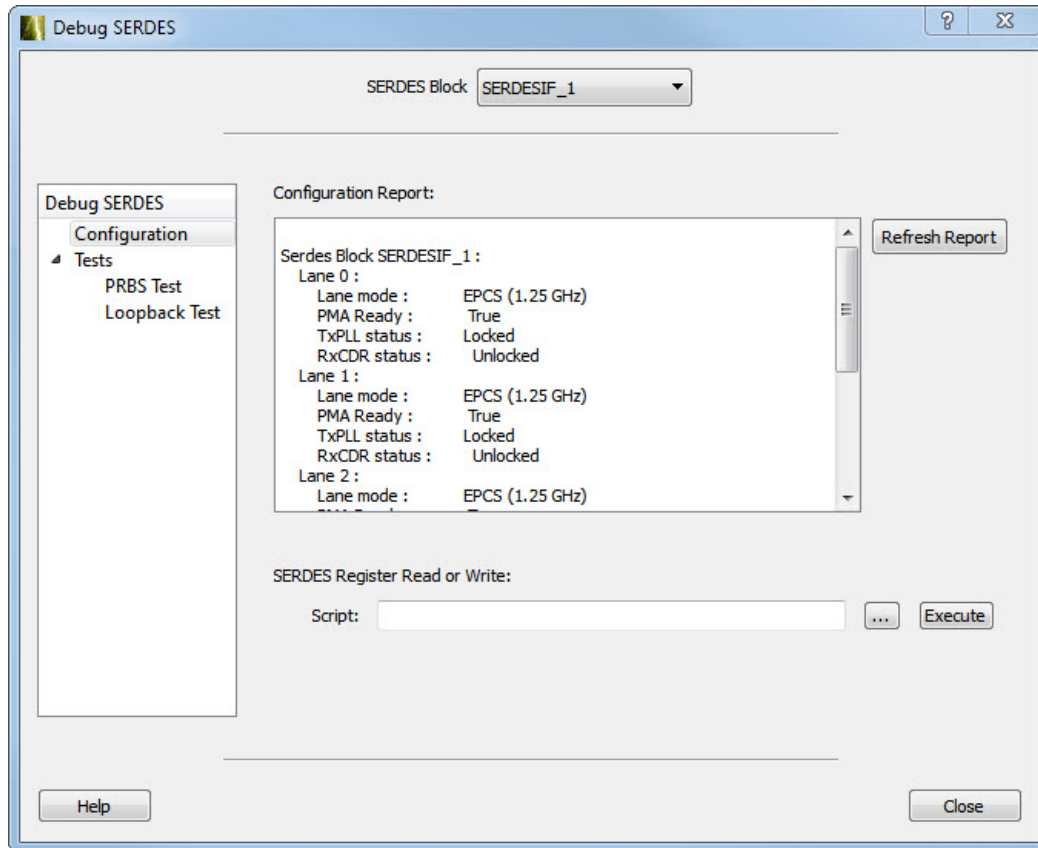 Debug SERDES
SERDES Block SERDESIF_1
Debug SERDES
Configuration
Tests
PRBS Test
Loopback Test
Configuration Report:
Refresh Report
Serdes Block SERDESIF_1 :
Lane 0 :
Lane mode : EPCS (1.25 GHz)
PMA Ready : True
TxPLL status : Locked
RxCDR status : Unlocked
Lane 1 :
Lane mode : EPCS (1.25 GHz)
PMA Ready : True
TxPLL status : Locked
RxCDR status : Unlocked
Lane 2 :
Lane mode : EPCS (1.25 GHz)
SERDES Register Read or Write:
Script: ... Execute
Help Close